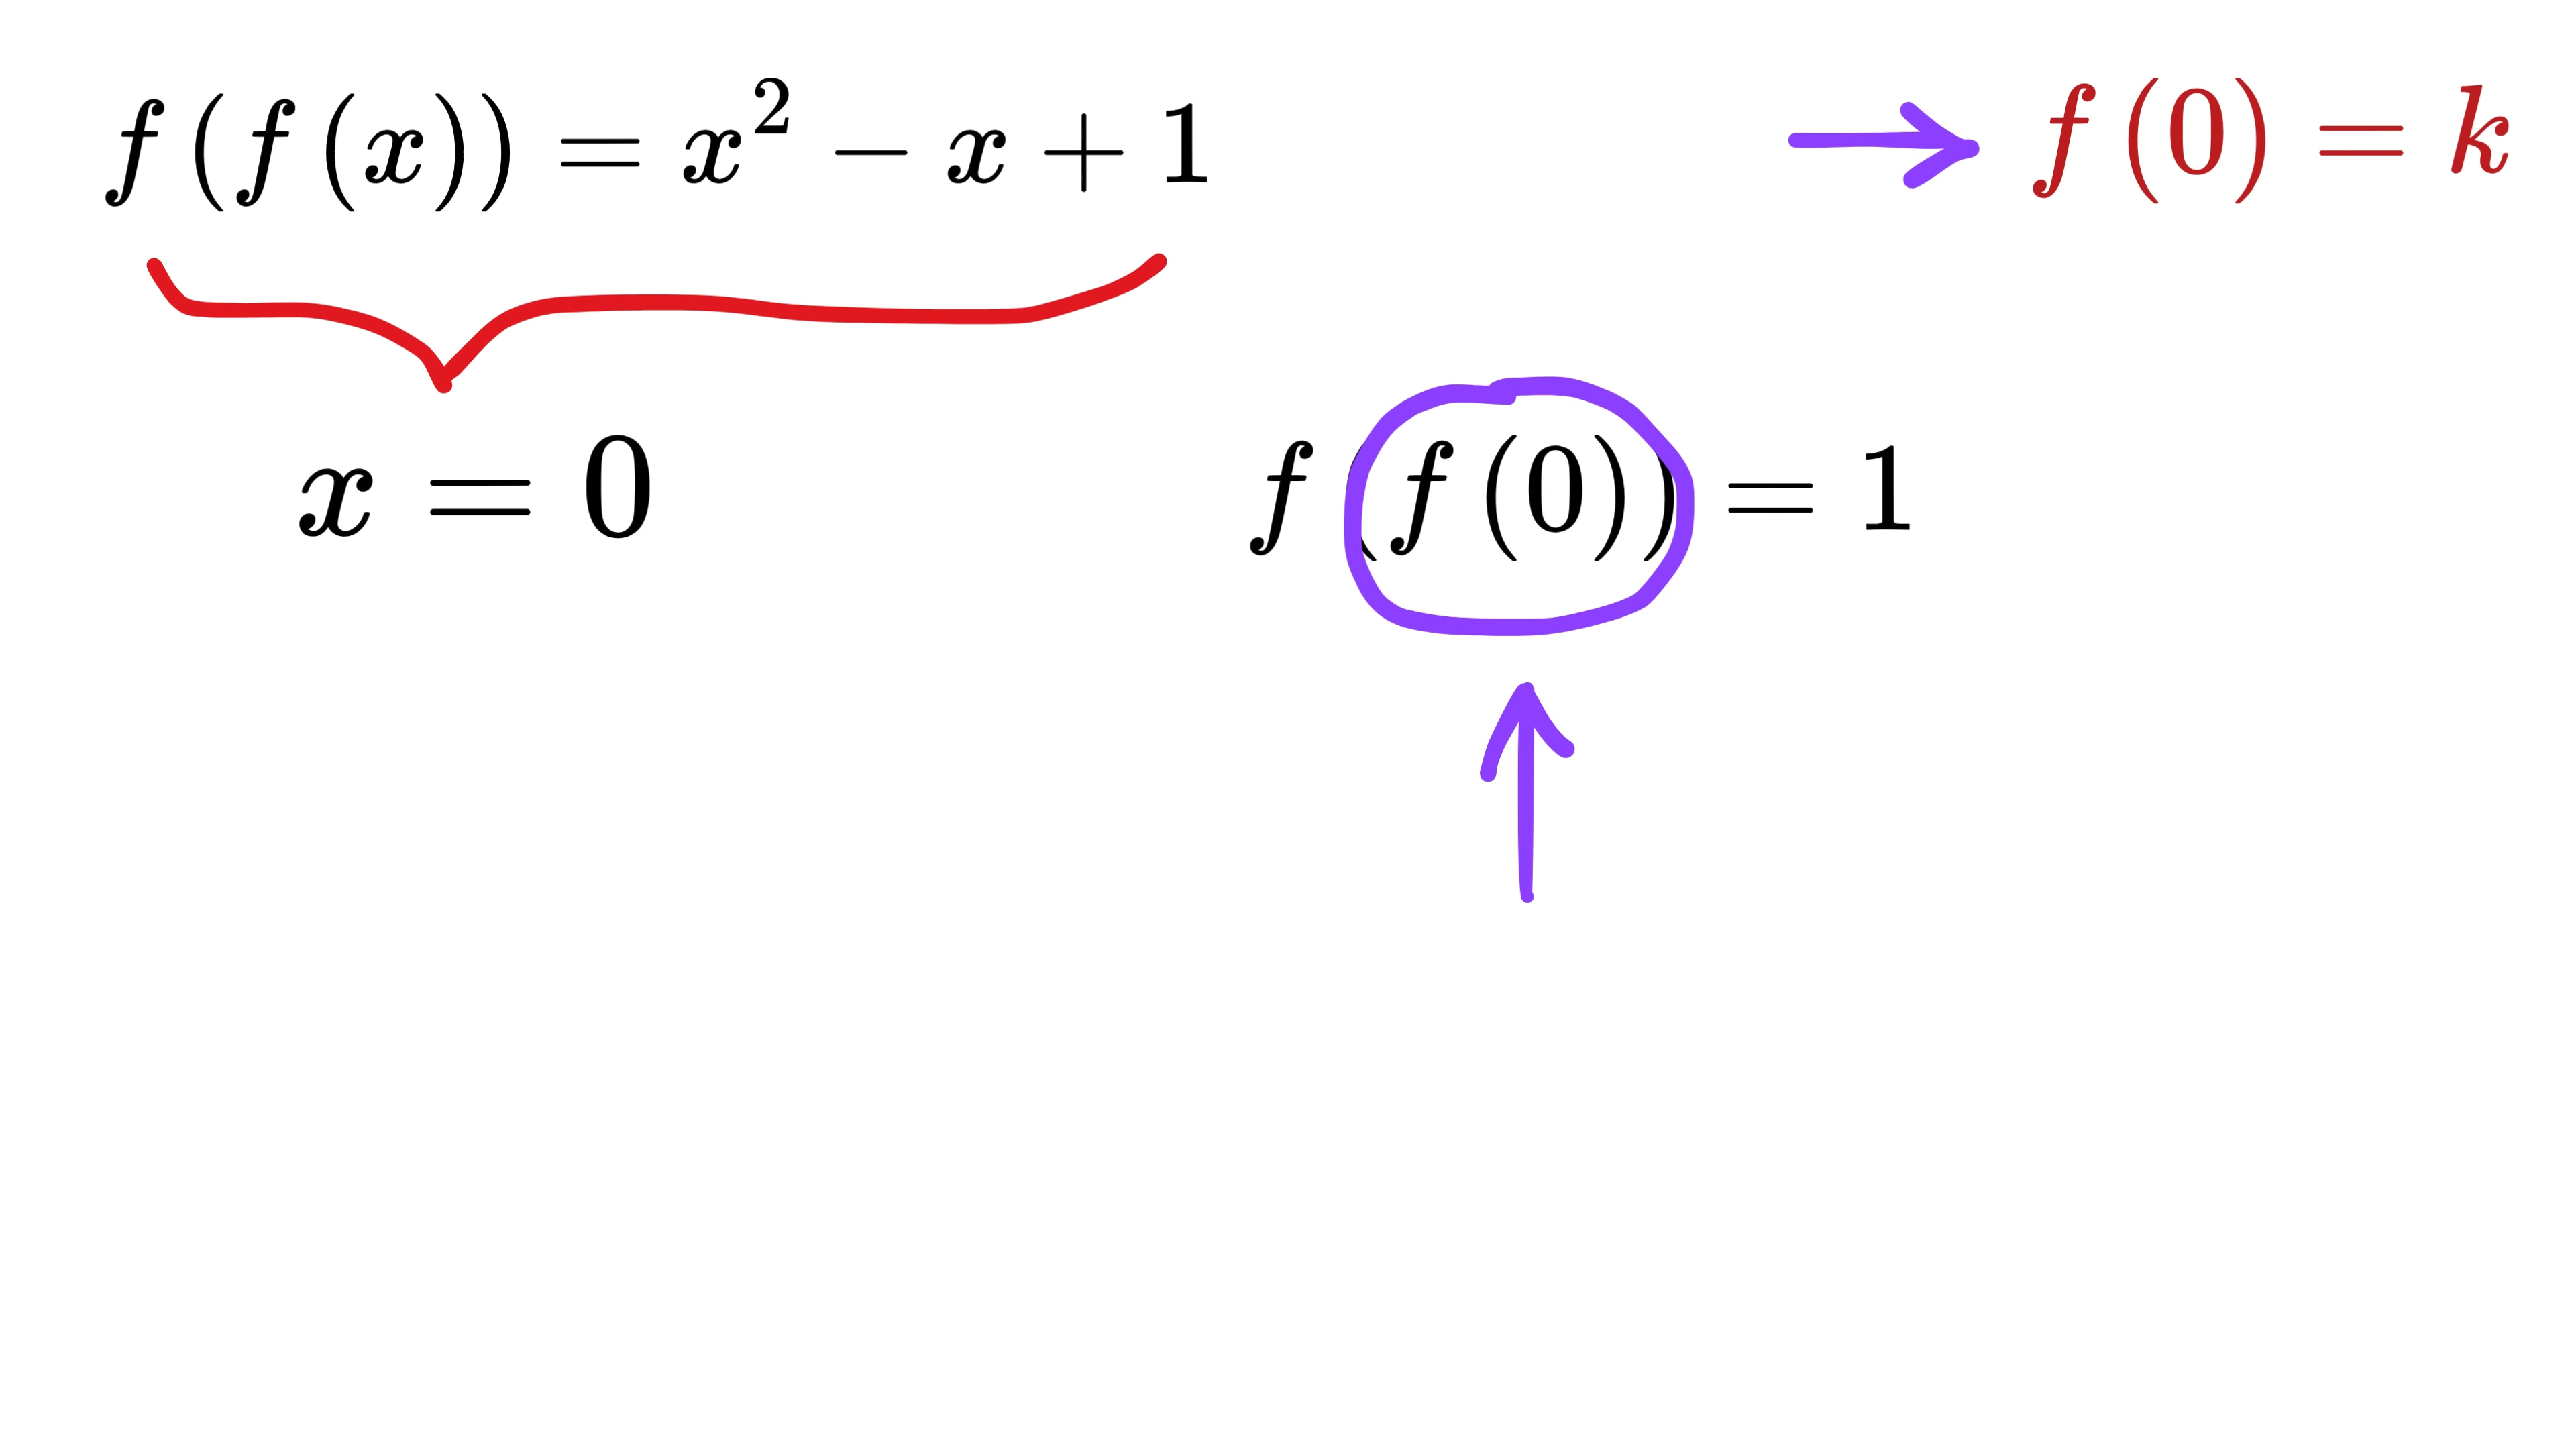 f(f(x)) = x² − x + 1
f(0) = k
x = 0
f(f(0)) = 1